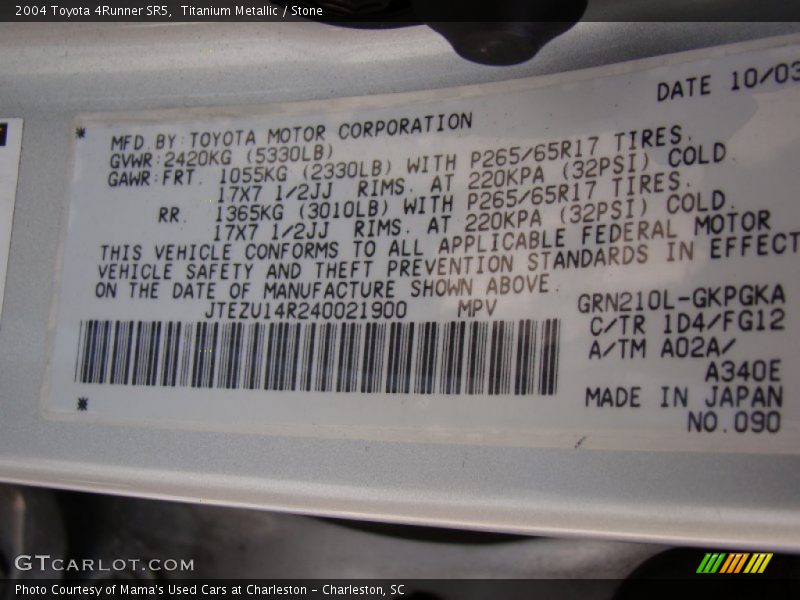 2004 Toyota 4Runner SR5,  Titanium Metallic / Stone
DATE 10/03
MFD.BY:TOYOTA MOTOR CORPORATION
GVWR:2420KG (5330LB)
GAWR:FRT. 1055KG (2330LB) WITH P265/65R17 TIRES.
17X7 1/2JJ RIMS. AT 220KPA (32PSI) COLD
RR. 1365KG (3010LB) WITH P265/65R17 TIRES.
17X7 1/2JJ RIMS. AT 220KPA (32PSI) COLD.
THIS VEHICLE CONFORMS TO ALL APPLICABLE FEDERAL MOTOR
VEHICLE SAFETY AND THEFT PREVENTION STANDARDS IN EFFECT
ON THE DATE OF MANUFACTURE SHOWN ABOVE.
JTEZU14R240021900 MPV
GRN210L-GKPGKA
C/TR 1D4/FG12
A/TM A02A/
A340E
MADE IN JAPAN
NO.090
GTCARLOT.COM
Photo Courtesy of Mama's Used Cars at Charleston - Charleston, SC